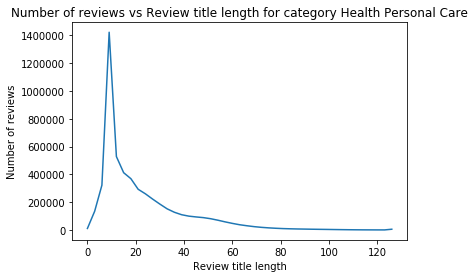 Number of reviews vs Review title length for category Health Personal Care
1400000
1200000
1000000
800000
600000
400000
200000
0
Number of reviews
0 20 40 60 80 100 120
Review title length